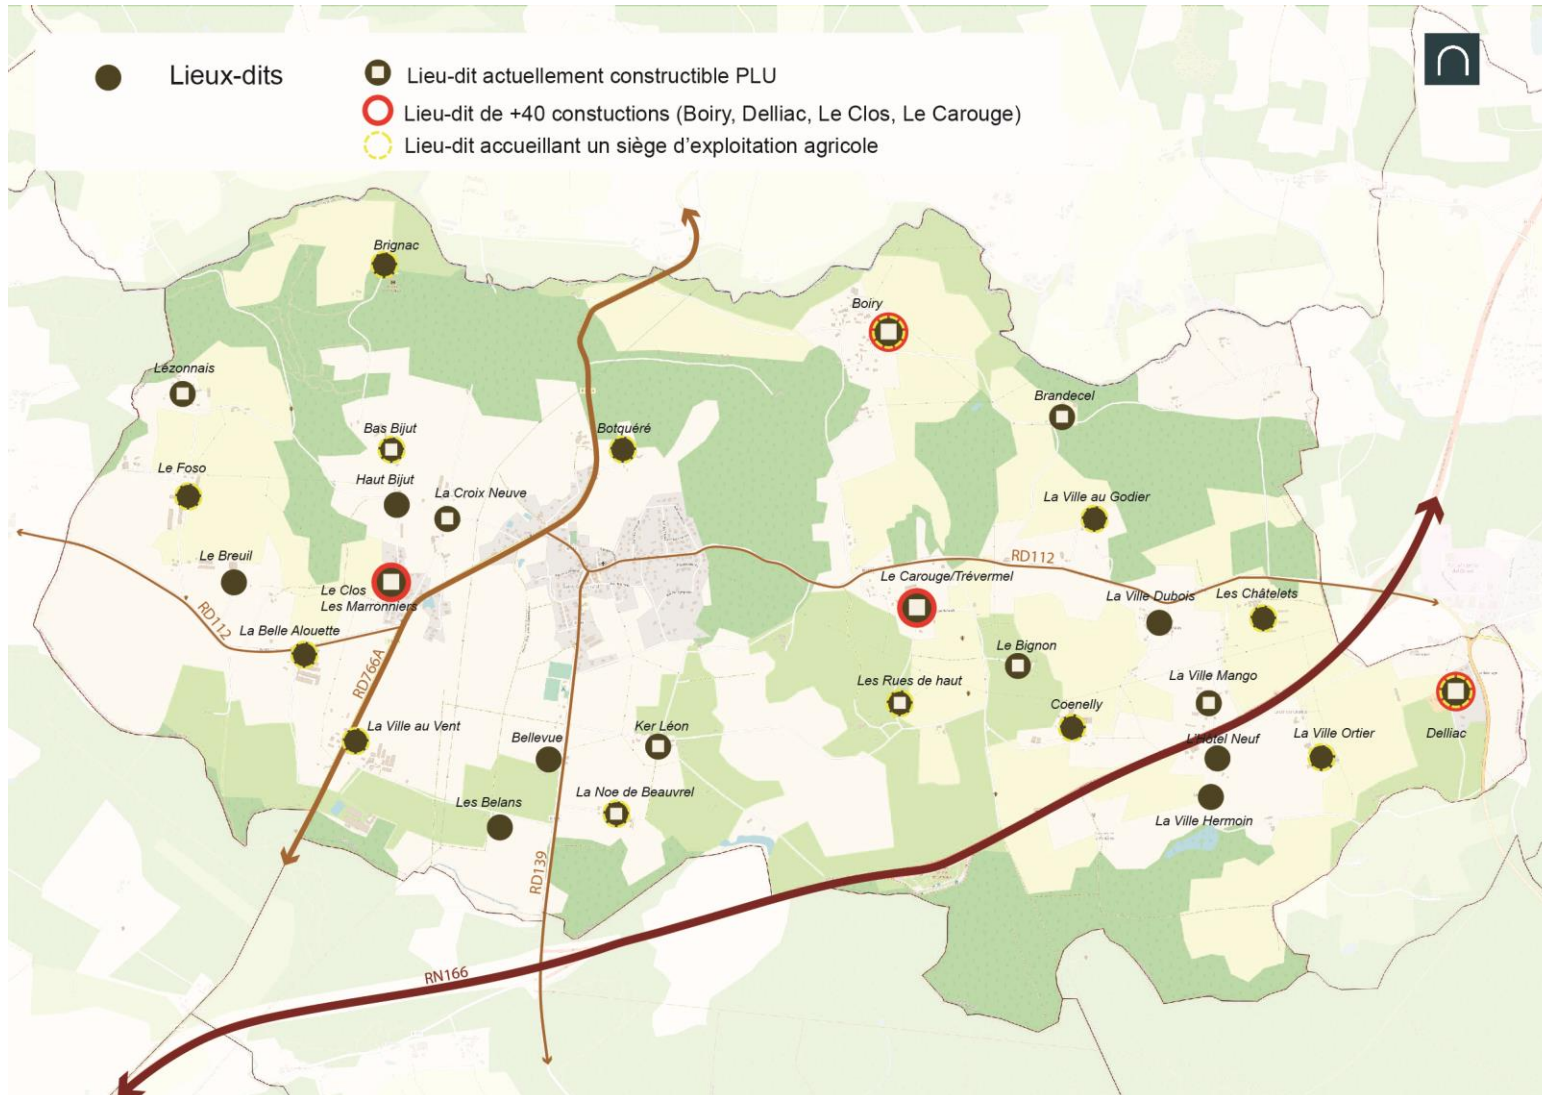 Lieux-dits
Lieu-dit actuellement constructible PLU
Lieu-dit de +40 constuctions (Boiry, Delliac, Le Clos, Le Carouge)
Lieu-dit accueillant un siège d'exploitation agricole
Brignac
Boiry
Lézonnais
Brandecel
Bas Bijut
Botquéré
Le Foso
Haut Bijut
La Croix Neuve
La Ville au Godier
RD112
Le Breuil
Le Clos
Les Marronniers
Le Carouge/Trévermel
La Ville Dubois
Les Châtelets
RD112
La Belle Alouette
RD766A
Le Bignon
Les Rues de haut
La Ville Mango
Coenelly
La Ville au Vent
Bellevue
Ker Léon
L'Hôtel Neuf
La Ville Ortier
Delliac
Les Belans
La Noe de Beauvrel
La Ville Hermoin
RD139
RN166